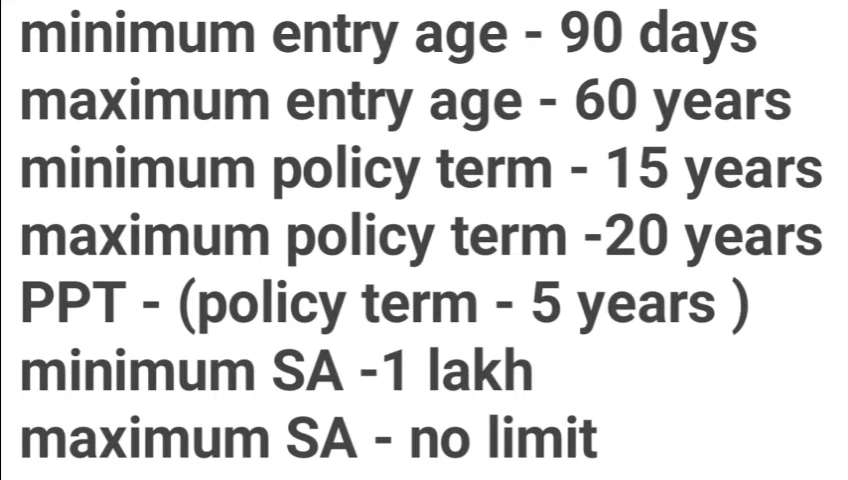 minimum entry age - 90 days
maximum entry age - 60 years
minimum policy term - 15 years
maximum policy term -20 years
PPT - (policy term - 5 years )
minimum SA -1 lakh
maximum SA - no limit